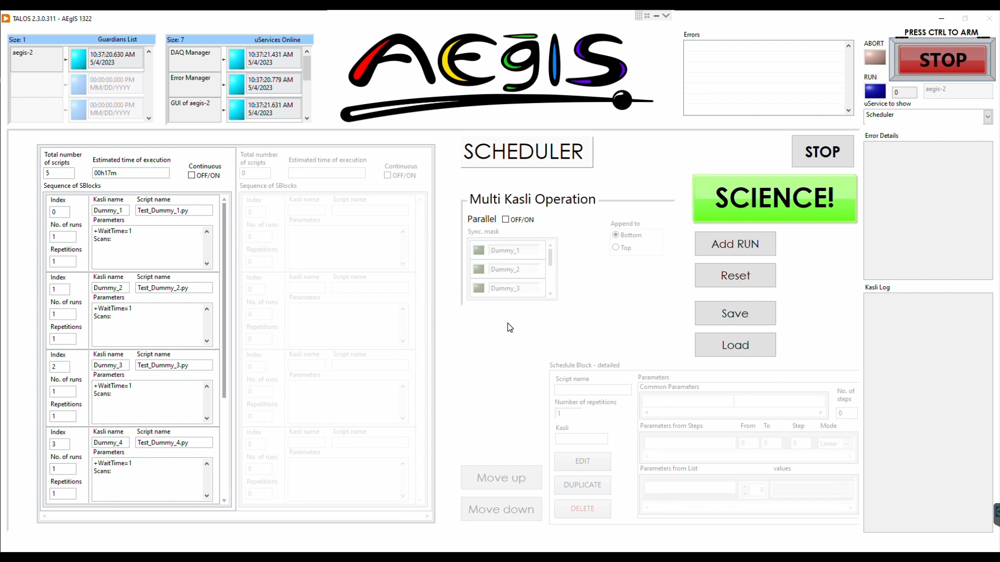 TALOS 2.3.0.311 - AEgIS 1322
Size: 1 Guardians List
aegis-2
10:37:20.630 AM
5/4/2023
00:00:00.000 PM
MM/DD/YYYY
00:00:00.000 PM
MM/DD/YYYY
Size: 7 uServices Online
DAQ Manager
10:37:21.431 AM
5/4/2023
Error Manager
10:37:20.779 AM
5/4/2023
GUI of aegis-2
10:37:21.631 AM
5/4/2023
AEgIS
Errors
PRESS CTRL TO ARM
ABORT
STOP
RUN
0
aegis-2
uService to show
Scheduler
Error Details
Kasli Log
Total number
of scripts
5
Estimated time of execution
00h17m
Continuous
OFF/ON
Sequence of SBlocks
Index Kasli name Script name
0 Dummy_1 Test_Dummy_1.py
No. of runs Parameters
1 +WaitTime=1
Scans:
Repetitions
1
Index Kasli name Script name
1 Dummy_2 Test_Dummy_2.py
No. of runs Parameters
1 +WaitTime=1
Scans:
Repetitions
1
Index Kasli name Script name
2 Dummy_3 Test_Dummy_3.py
No. of runs Parameters
1 +WaitTime=1
Scans:
Repetitions
1
Index Kasli name Script name
3 Dummy_4 Test_Dummy_4.py
No. of runs Parameters
1 +WaitTime=1
Scans:
Repetitions
1
Total number
of scripts
0
Estimated time of execution
Continuous
OFF/ON
Sequence of SBlocks
Index Kasli name Script name
0
No. of runs Parameters
0
Repetitions
0
Index Kasli name Script name
0
No. of runs Parameters
0
Repetitions
0
Index Kasli name Script name
0
No. of runs Parameters
0
Repetitions
0
Index Kasli name Script name
0
No. of runs Parameters
0
Repetitions
0
SCHEDULER
STOP
SCIENCE!
Multi Kasli Operation
Parallel OFF/ON
Sync. mask
Dummy_1
Dummy_2
Dummy_3
Append to
Bottom
Top
Add RUN
Reset
Save
Load
Move up
Move down
Schedule Block - detailed
Script name
Number of repetitions
1
Kasli
EDIT
DUPLICATE
DELETE
Parameters
Common Parameters
No. of
steps
0
Parameters from Steps From To Step Mode
0 0 0 Linear
Parameters from List values
0